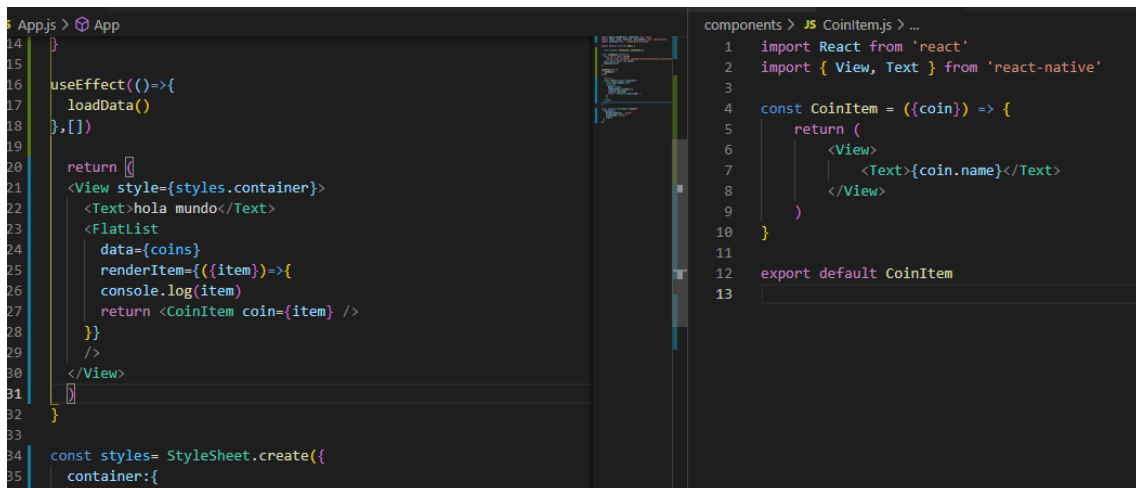 App.js > App
14 }
15
16 useEffect(()=>{
17 loadData()
18 },[])
19
20 return (
21 <View style={styles.container}>
22 <Text>hola mundo</Text>
23 <FlatList
24 data={coins}
25 renderItem={({item})=>{
26 console.log(item)
27 return <CoinItem coin={item} />
28 }}
29 />
30 </View>
31 )
32 }
33
34 const styles= StyleSheet.create({
35 container:{
components > JS CoinItem.js > ...
1 import React from 'react'
2 import { View, Text } from 'react-native'
3
4 const CoinItem = ({coin}) => {
5 return (
6 <View>
7 <Text>{coin.name}</Text>
8 </View>
9 )
10 }
11
12 export default CoinItem
13